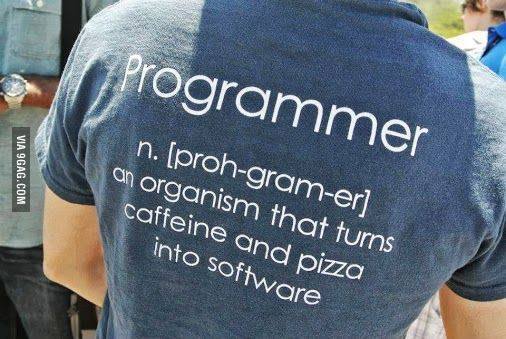 Programmer
n. [proh-gram-er]
an organism that turns
caffeine and pizza
into software
VIA 9GAG.COM